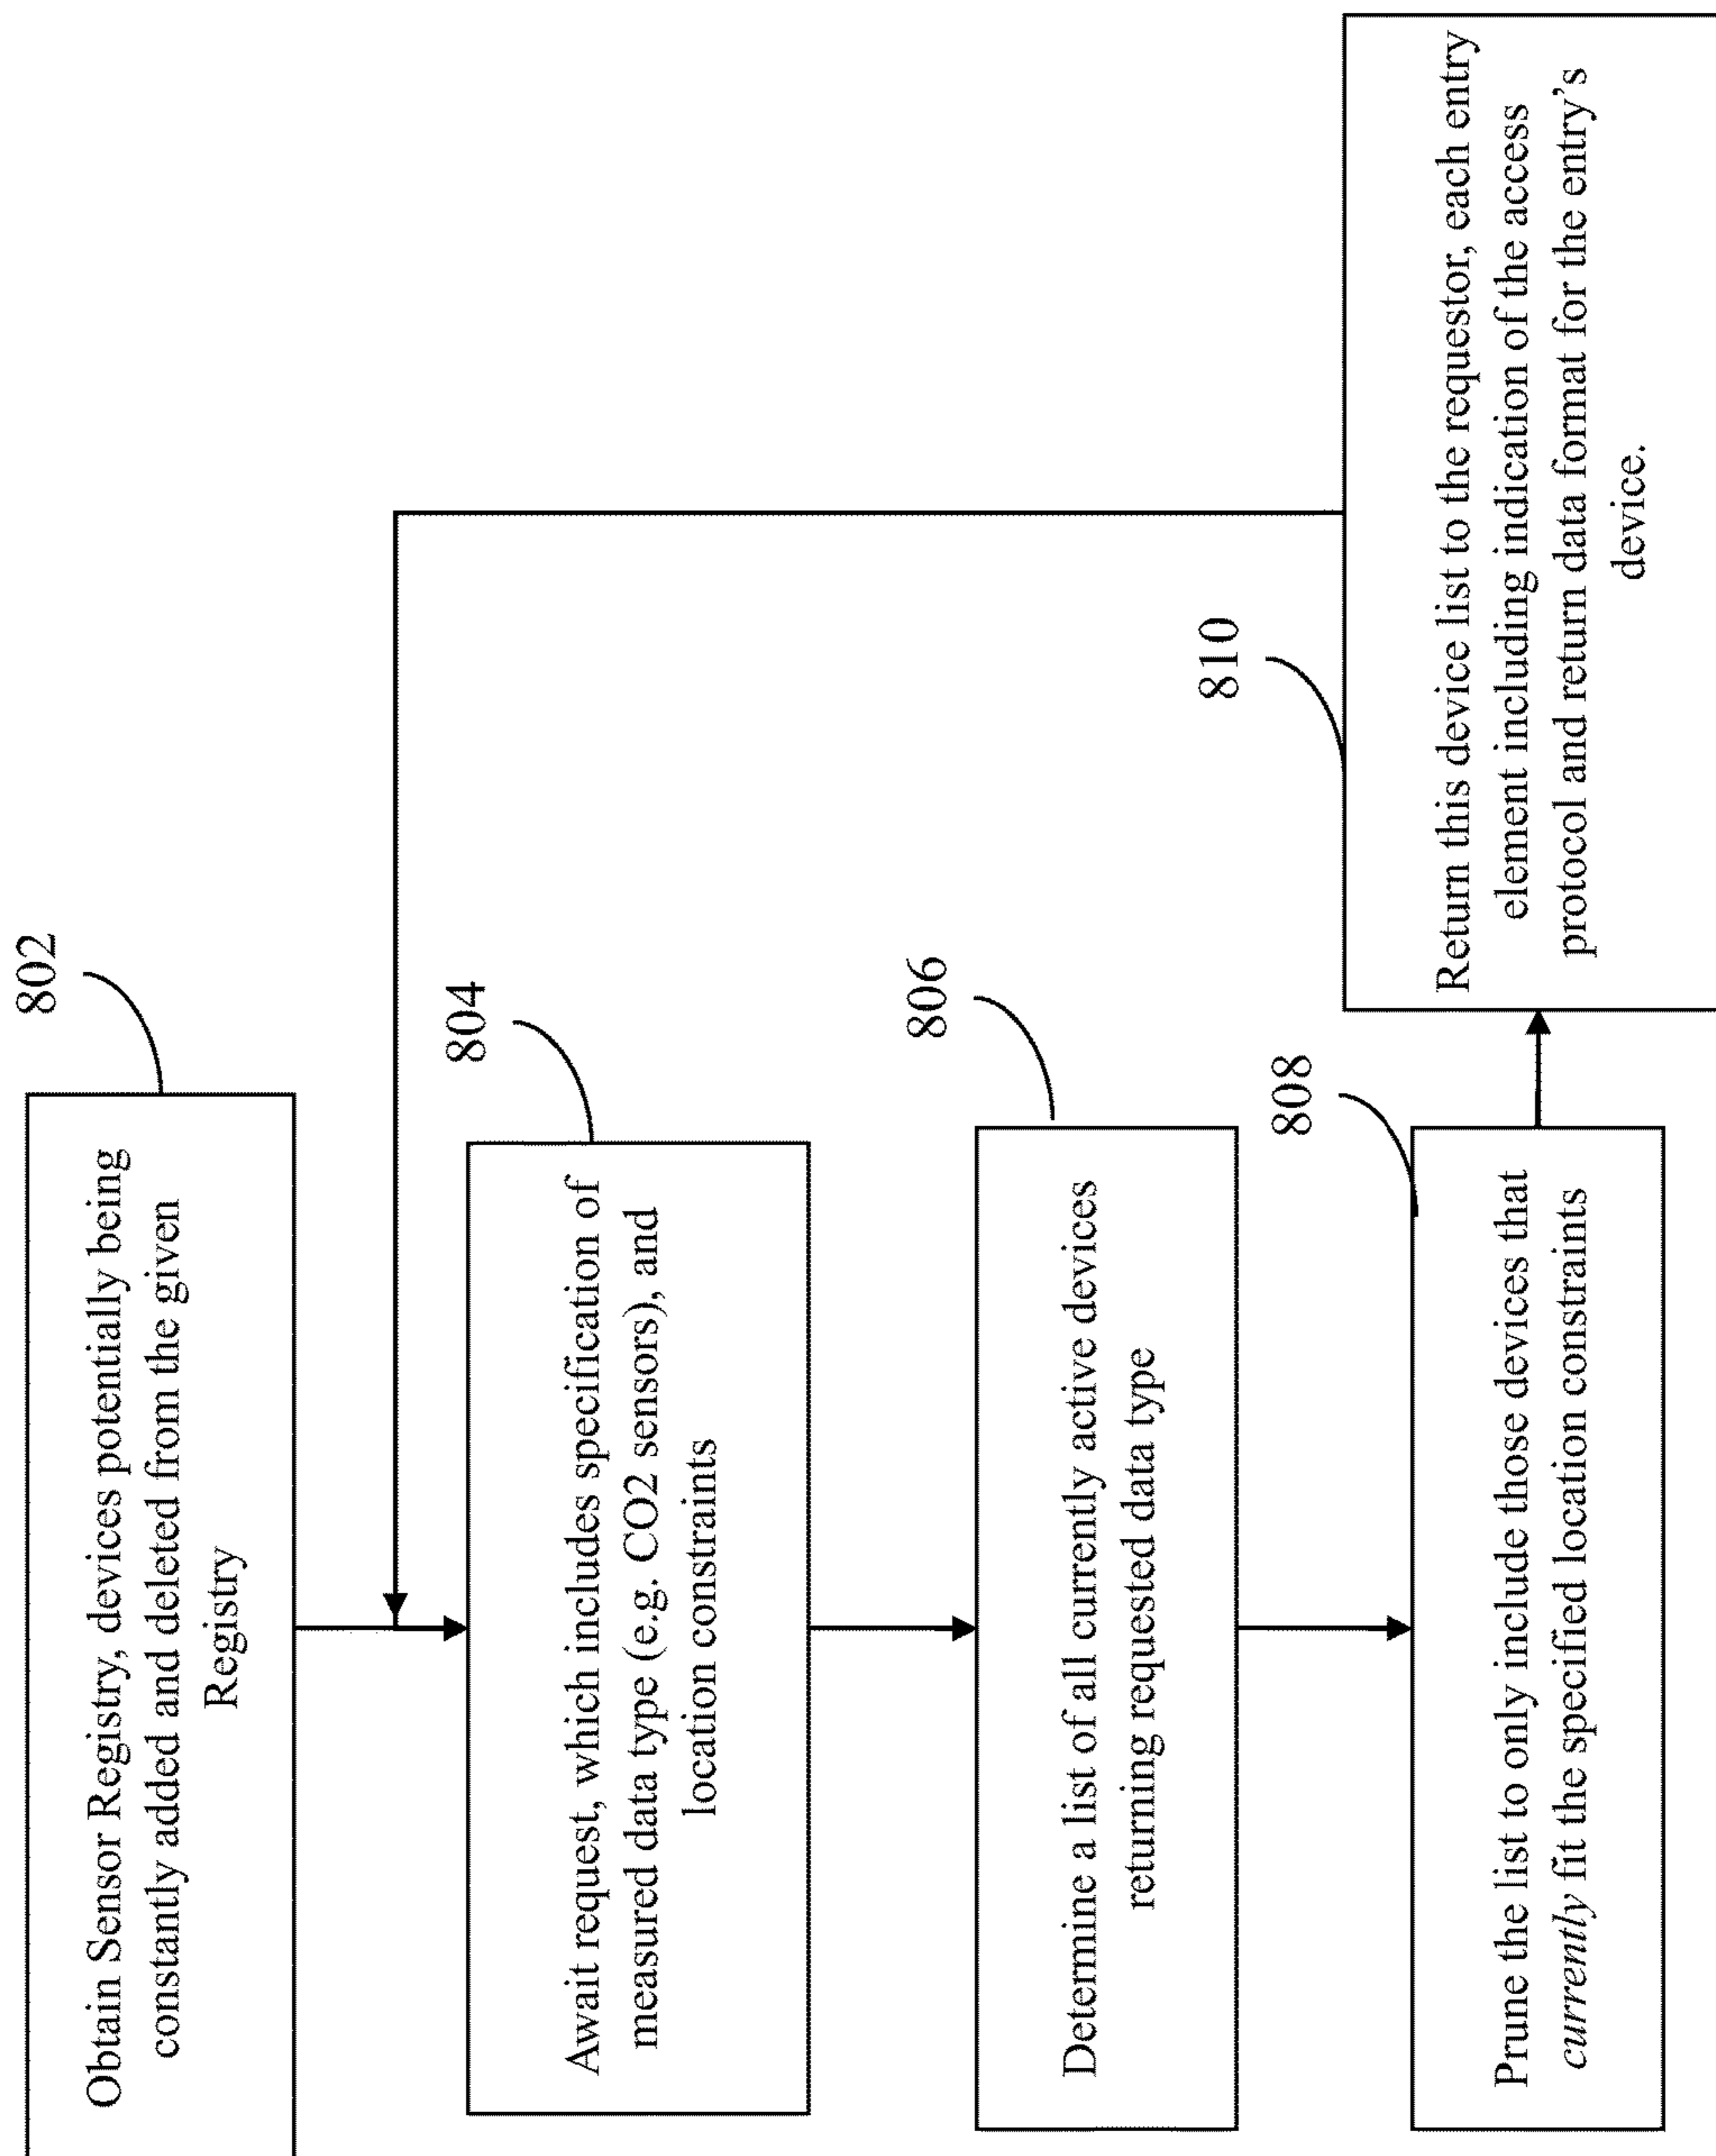 802
Obtain Sensor Registry, devices potentially being
constantly added and deleted from the given
Registry
804
Await request, which includes specification of
measured data type (e.g. CO2 sensors), and
location constraints
806
Determine a list of all currently active devices
returning requested data type
808
Prune the list to only include those devices that
currently fit the specified location constraints
810
Return this device list to the requestor, each entry
element including indication of the access
protocol and return data format for the entry's
device.